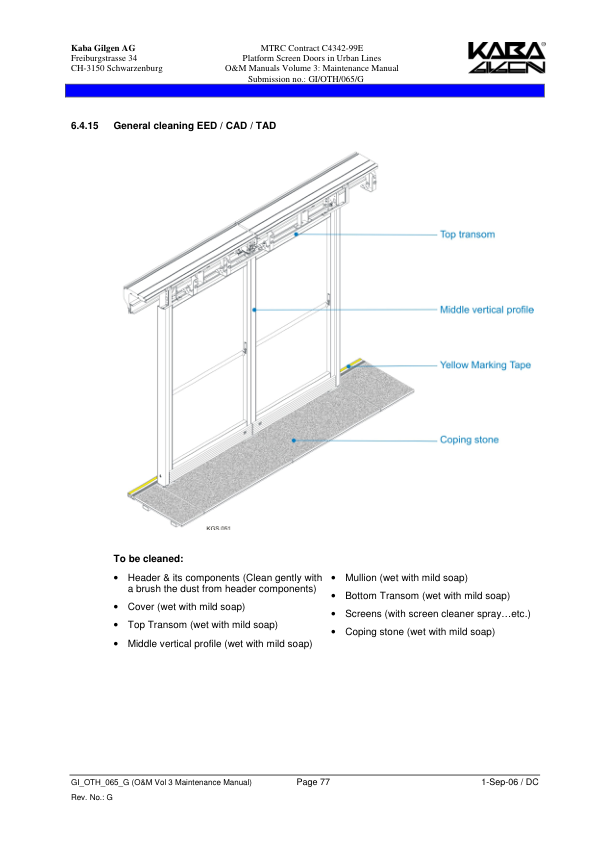 Kaba Gilgen AG
Freiburgstrasse 34
CH-3150 Schwarzenburg
MTRC Contract C4342-99E
Platform Screen Doors in Urban Lines
O&M Manuals Volume 3: Maintenance Manual
Submission no.: GI/OTH/065/G
KABA®
GILGEN
6.4.15 General cleaning EED / CAD / TAD
Top transom
Middle vertical profile
Yellow Marking Tape
Coping stone
KGS-091
To be cleaned:
• Header & its components (Clean gently with
a brush the dust from header components)
• Cover (wet with mild soap)
• Top Transom (wet with mild soap)
• Middle vertical profile (wet with mild soap)
• Mullion (wet with mild soap)
• Bottom Transom (wet with mild soap)
• Screens (with screen cleaner spray…etc.)
• Coping stone (wet with mild soap)
GI_OTH_065_G (O&M Vol 3 Maintenance Manual) Page 77 1-Sep-06 / DC
Rev. No.: G